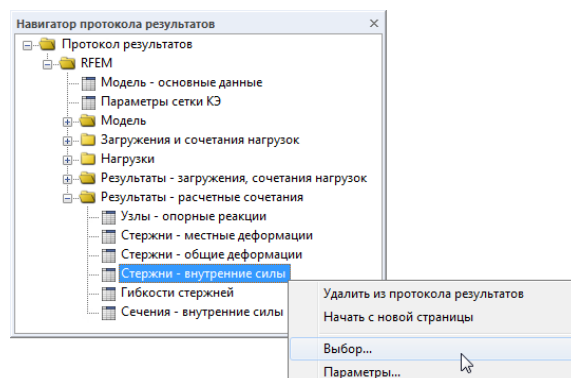 Навигатор протокола результатов
Протокол результатов
RFEM
Модель - основные данные
Параметры сетки КЭ
Модель
Загружения и сочетания нагрузок
Нагрузки
Результаты - загружения, сочетания нагрузок
Результаты - расчетные сочетания
Узлы - опорные реакции
Стержни - местные деформации
Стержни - общие деформации
Стержни - внутренние силы
Гибкости стержней
Сечения - внутренние силы
Удалить из протокола результатов
Начать с новой страницы
Выбор...
Параметры...